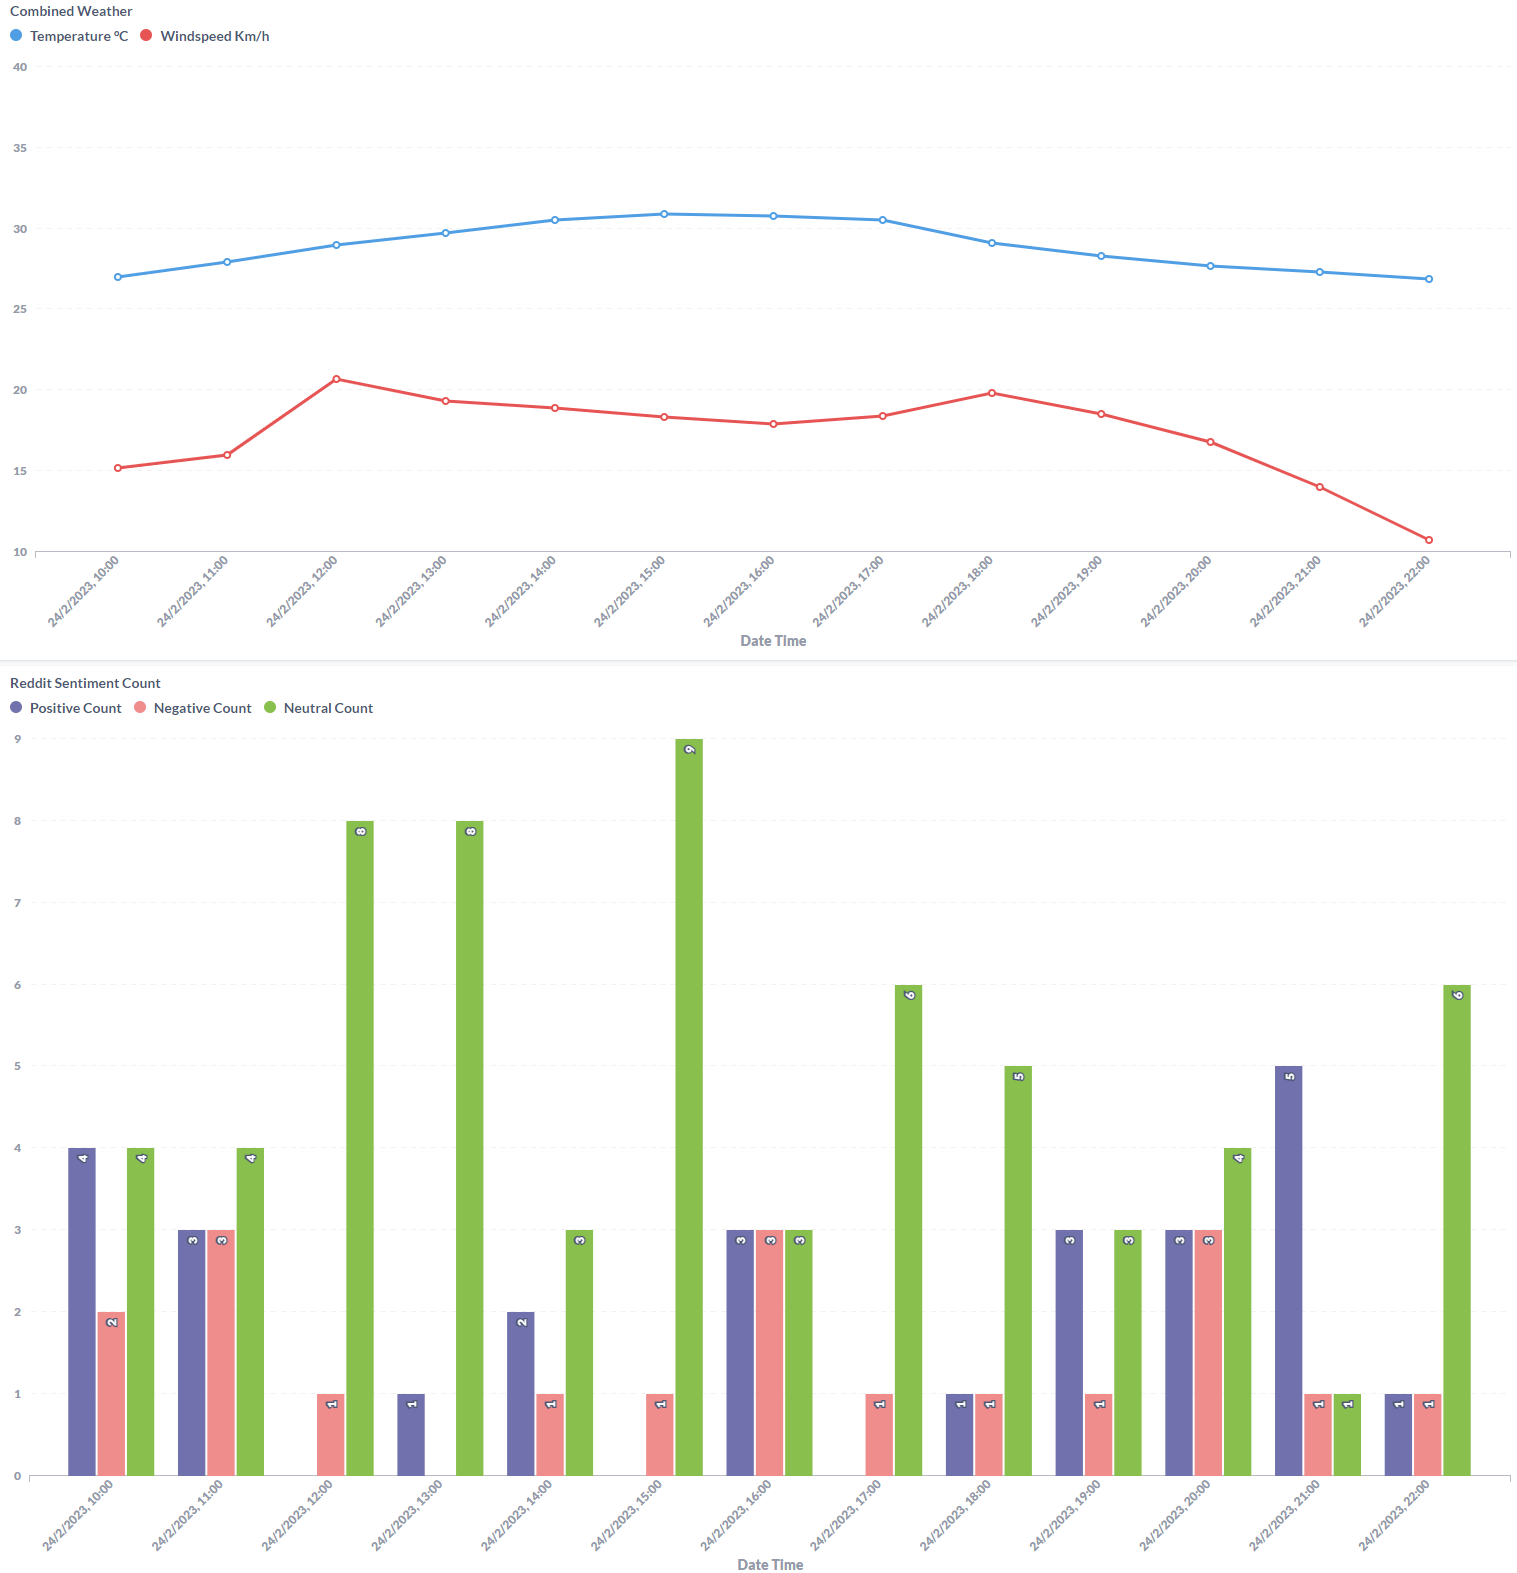 Combined Weather
Temperature ºC Windspeed Km/h
40
35
30
25
20
15
10
24/2/2023, 10:00 24/2/2023, 11:00 24/2/2023, 12:00 24/2/2023, 13:00 24/2/2023, 14:00 24/2/2023, 15:00 24/2/2023, 16:00 24/2/2023, 17:00 24/2/2023, 18:00 24/2/2023, 19:00 24/2/2023, 20:00 24/2/2023, 21:00 24/2/2023, 22:00
Date Time
Reddit Sentiment Count
Positive Count Negative Count Neutral Count
9
8
7
6
5
4
3
2
1
0
4 2 4 3 3 4 1 8 1 8 2 1 3 1 9 3 3 3 1 6 1 1 5 3 1 3 3 3 4 5 1 1 1 1 6
24/2/2023, 10:00 24/2/2023, 11:00 24/2/2023, 12:00 24/2/2023, 13:00 24/2/2023, 14:00 24/2/2023, 15:00 24/2/2023, 16:00 24/2/2023, 17:00 24/2/2023, 18:00 24/2/2023, 19:00 24/2/2023, 20:00 24/2/2023, 21:00 24/2/2023, 22:00
Date Time